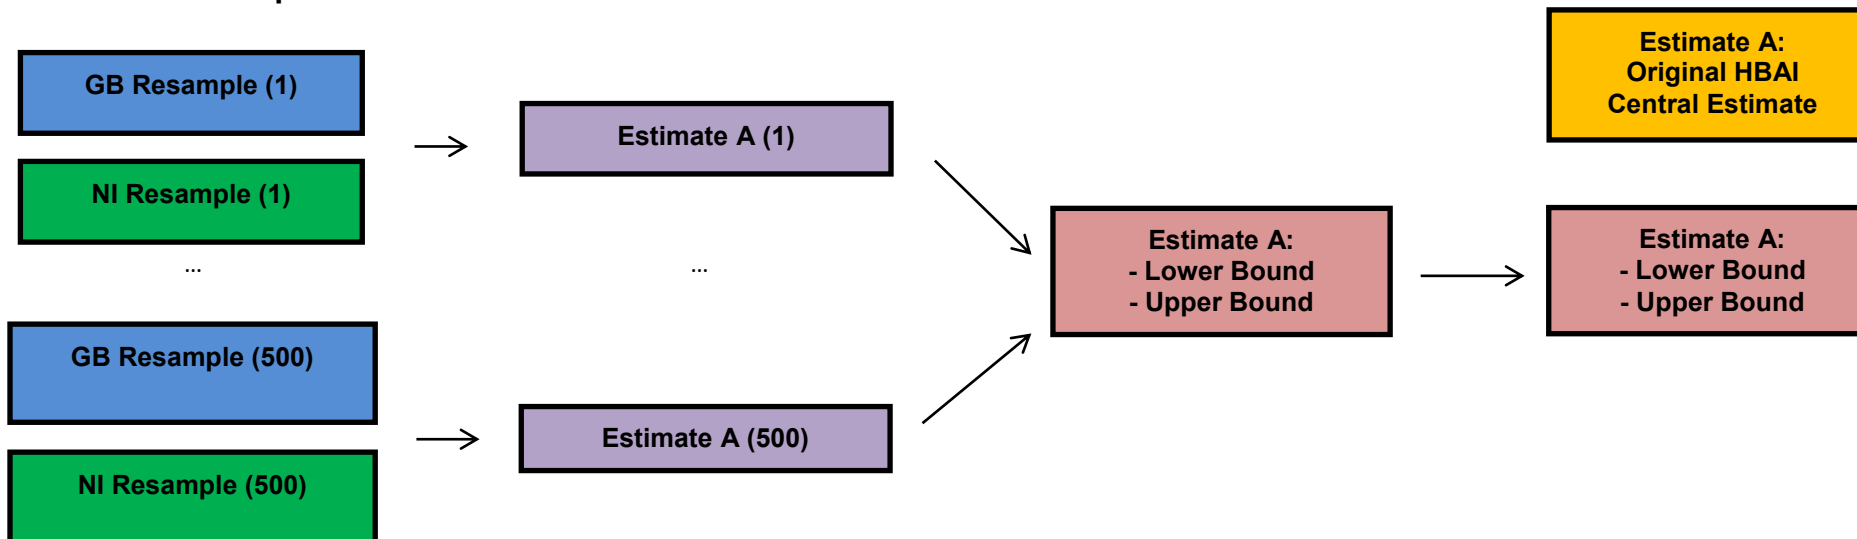 GB Resample (1)
NI Resample (1)
...
GB Resample (500)
NI Resample (500)
Estimate A (1)
...
Estimate A (500)
Estimate A:
- Lower Bound
- Upper Bound
Estimate A:
Original HBAI
Central Estimate
Estimate A:
- Lower Bound
- Upper Bound